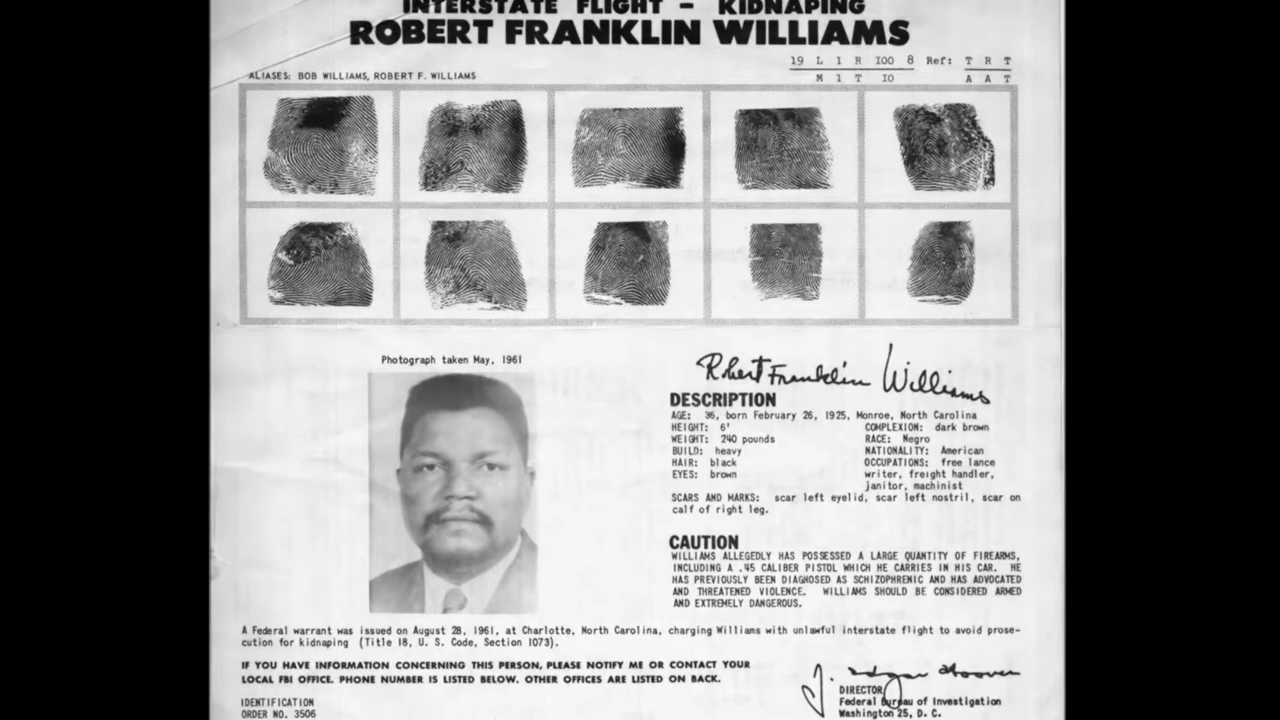 INTERSTATE FLIGHT - KIDNAPING
ROBERT FRANKLIN WILLIAMS
19 L 1 R IOO 8 Ref: T R T
M 1 T IO A A T
ALIASES: BOB WILLIAMS, ROBERT F. WILLIAMS
Photograph taken May, 1961
Robert Franklin Williams
DESCRIPTION
AGE: 36, born February 26, 1925, Monroe, North Carolina
HEIGHT: 6' COMPLEXION: dark brown
WEIGHT: 240 pounds RACE: Negro
BUILD: heavy NATIONALITY: American
HAIR: black OCCUPATIONS: free lance
EYES: brown writer, freight handler,
janitor, machinist
SCARS AND MARKS: scar left eyelid, scar left nostril, scar on
calf of right leg.
CAUTION
WILLIAMS ALLEGEDLY HAS POSSESSED A LARGE QUANTITY OF FIREARMS,
INCLUDING A .45 CALIBER PISTOL WHICH HE CARRIES IN HIS CAR. HE
HAS PREVIOUSLY BEEN DIAGNOSED AS SCHIZOPHRENIC AND HAS ADVOCATED
AND THREATENED VIOLENCE. WILLIAMS SHOULD BE CONSIDERED ARMED
AND EXTREMELY DANGEROUS.
A Federal warrant was issued on August 28, 1961, at Charlotte, North Carolina, charging Williams with unlawful interstate flight to avoid prose-
cution for kidnaping (Title 18, U. S. Code, Section 1073).
IF YOU HAVE INFORMATION CONCERNING THIS PERSON, PLEASE NOTIFY ME OR CONTACT YOUR
LOCAL FBI OFFICE. PHONE NUMBER IS LISTED BELOW. OTHER OFFICES ARE LISTED ON BACK.
IDENTIFICATION
ORDER NO. 3506
J. Edgar Hoover
DIRECTOR
Federal Bureau of Investigation
Washington 25, D. C.